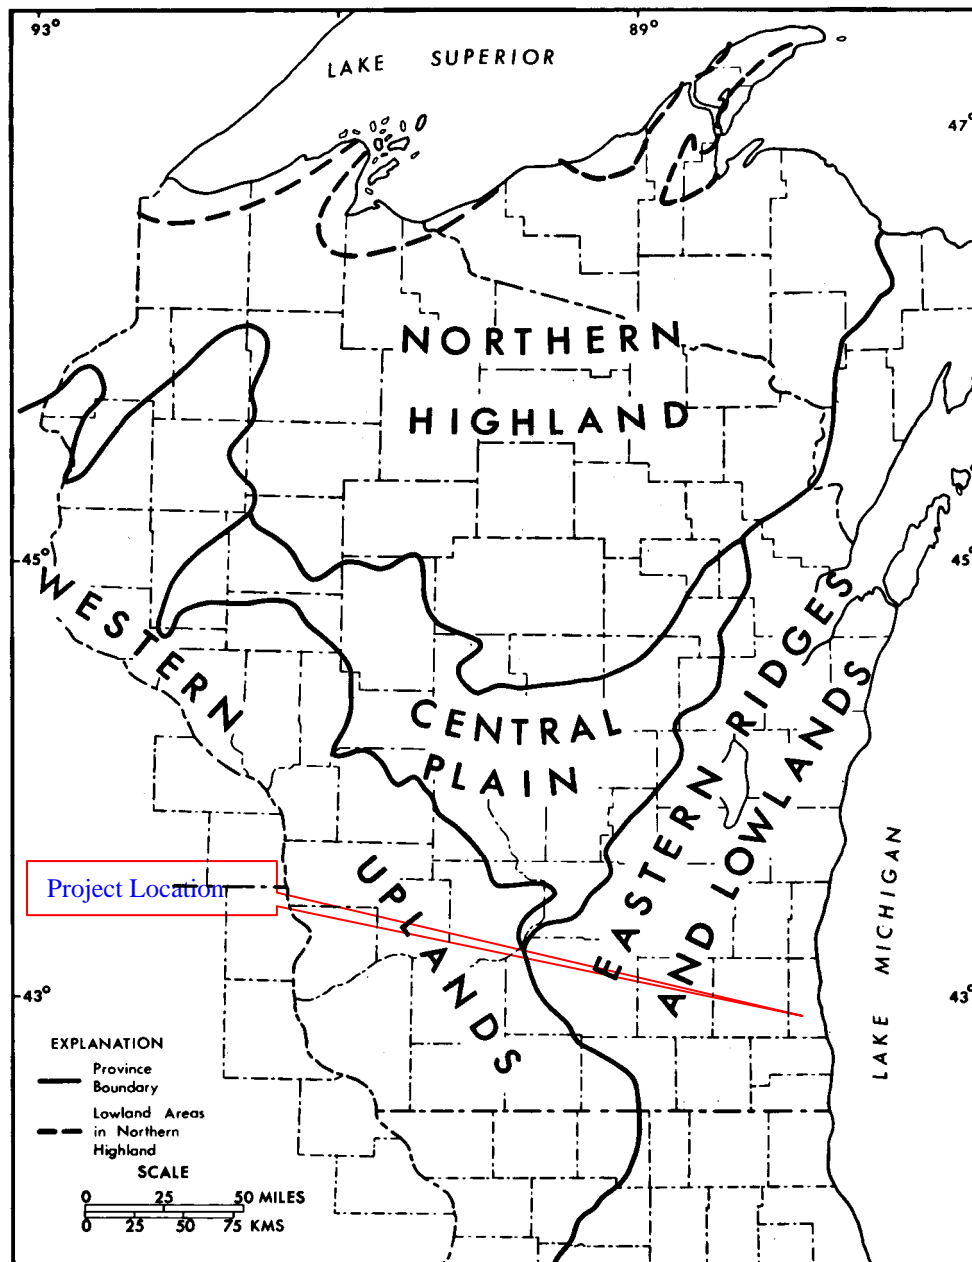 93°
89°
LAKE SUPERIOR
47°
NORTHERN
HIGHLAND
45°
45°
WESTERN
UPLANDS
CENTRAL
PLAIN
EASTERN RIDGES
AND LOWLANDS
LAKE MICHIGAN
Project Location
43°
43°
EXPLANATION
Province
Boundary
Lowland Areas
in Northern
Highland
SCALE
0 25 50 MILES
0 25 50 75 KMS